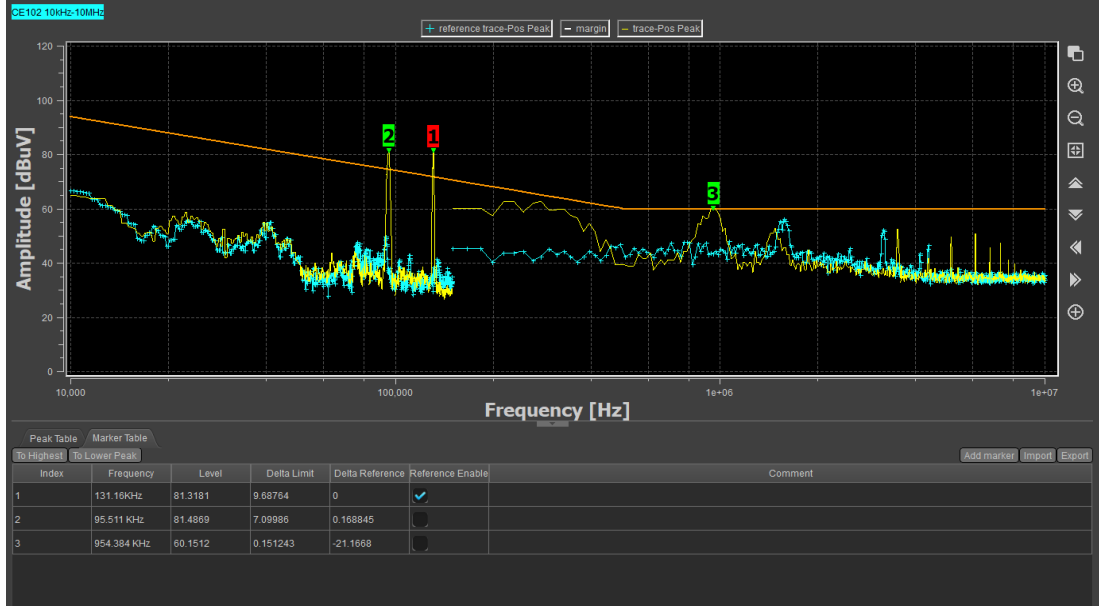 CE102 10kHz-10MHz
reference trace-Pos Peak margin trace-Pos Peak
120
100
80
60
40
20
0
Amplitude [dBuV]
2 1
3
10,000 100,000 1e+06 1e+07
Frequency [Hz]
Peak Table Marker Table
To Highest To Lower Peak Add marker Import Export
Index Frequency Level Delta Limit Delta Reference Reference Enable Comment
1 131.16KHz 81.3181 9.68764 0
2 95.511 KHz 81.4869 7.09986 0.168845
3 954.384 KHz 60.1512 0.151243 -21.1668